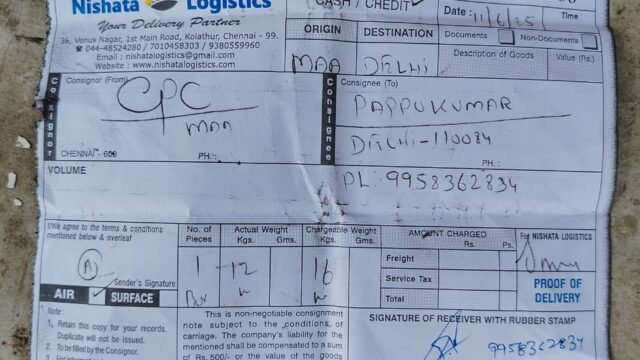 Nishata Logistics
Your Delivery Partner
36, Venus Nagar, 1st Main Road, Kolathur, Chennai - 99.
044-48524280 / 7010458303 / 9380559960
Email : nishatalogistics.com
Website : www.nishatalogistics.com
CASH / CREDIT
Date : 11/6/25
Time
ORIGIN
DESTINATION
MAA
DELHI
Documents
Non-Documents
Description of Goods
Value (Rs.)
Consignor
Consignor (From)
CPC
MAA
CHENNAI - 600
PH. :
Consignee
Consignee (To)
PAPPU KUMAR
DELHI-110084
PH. :
VOLUME
PL: 9958362834
I/We agree to the terms & conditions
mentioned below & overleaf
A
Sender's Signature
AIR
SURFACE
No. of
Pieces
Actual Weight
Kgs. Gms.
Chargeable Weight
Kgs. Gms.
1
12
16
AMOUNT CHARGED
Rs. Ps.
Freight
Service Tax
Total
For NISHATA LOGISTICS
PROOF OF
DELIVERY
Note:
1. Retain this copy for your records.
Duplicate will not be issued.
2. To be filled by the Consignor.
This is non-negotiable consignment
note subject to the conditions of
carriage. The company's liability for
mentioned shall be compensated to a
sum of Rs. 500/- or the value of the goods
SIGNATURE OF RECEIVER WITH RUBBER STAMP
9958362834